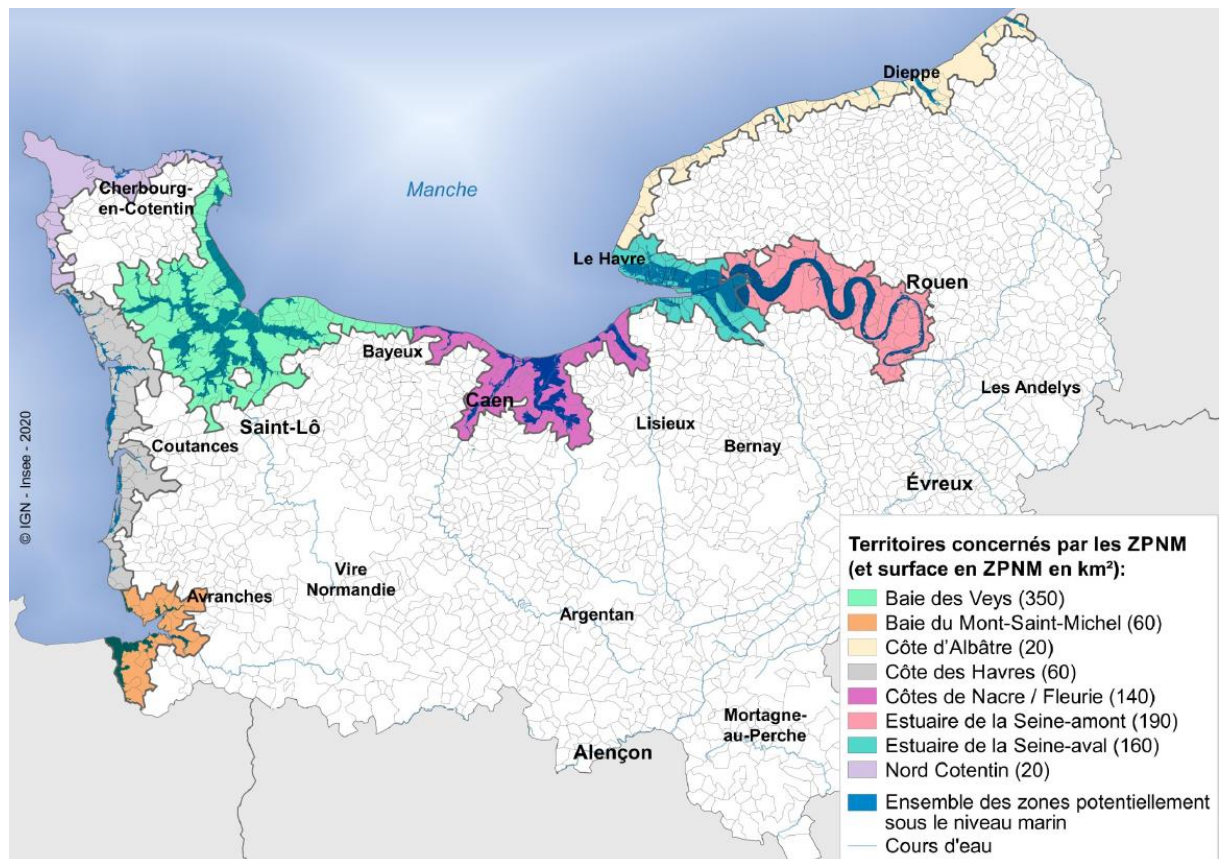 Dieppe
Cherbourg-
en-Cotentin
Manche
Le Havre
Rouen
Bayeux
Caen
Les Andelys
Saint-Lô
Lisieux
Coutances
Bernay
Évreux
© IGN - Insee - 2020
Vire
Normandie
Avranches
Argentan
Mortagne-
au-Perche
Alençon
Territoires concernés par les ZPNM
(et surface en ZPNM en km²):
Baie des Veys (350)
Baie du Mont-Saint-Michel (60)
Côte d'Albâtre (20)
Côte des Havres (60)
Côtes de Nacre / Fleurie (140)
Estuaire de la Seine-amont (190)
Estuaire de la Seine-aval (160)
Nord Cotentin (20)
Ensemble des zones potentiellement
sous le niveau marin
Cours d'eau